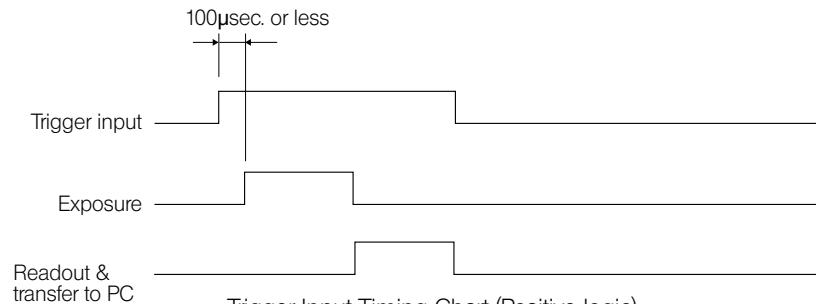 100µsec. or less
Trigger input
Exposure
Readout &
transfer to PC
Trigger Input Timing Chart (Positive logic)